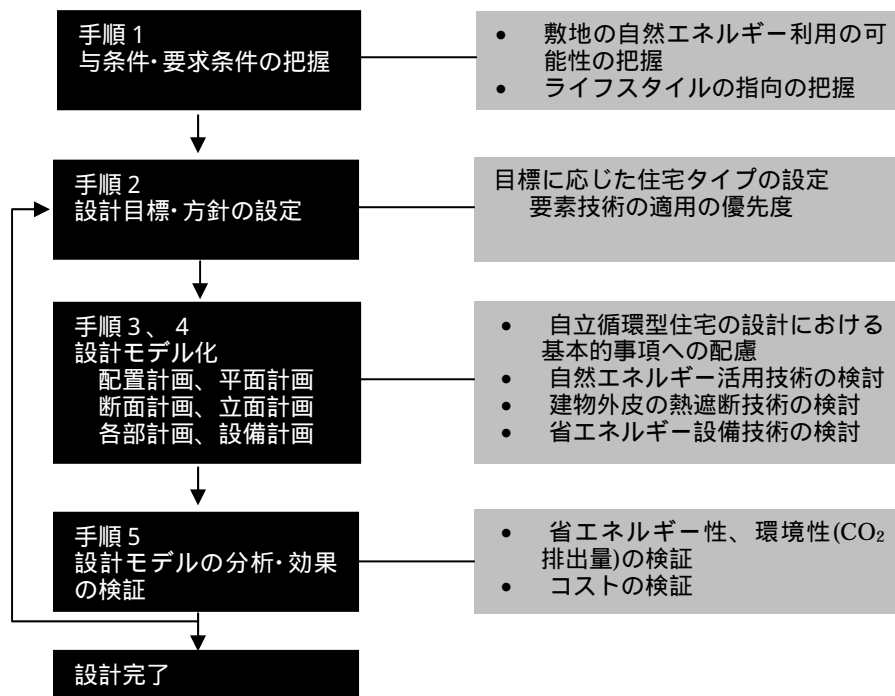 手順1
与条件･要求条件の把握
• 敷地の自然エネルギー利用の可
能性の把握
• ライフスタイルの指向の把握
手順2
設計目標･方針の設定
目標に応じた住宅タイプの設定
要素技術の適用の優先度
手順3、4
設計モデル化
配置計画、平面計画
断面計画、立面計画
各部計画、設備計画
• 自立循環型住宅の設計における
基本的事項への配慮
• 自然エネルギー活用技術の検討
• 建物外皮の熱遮断技術の検討
• 省エネルギー設備技術の検討
手順5
設計モデルの分析･効果
の検証
• 省エネルギー性、環境性(CO₂
排出量)の検証
• コストの検証
設計完了